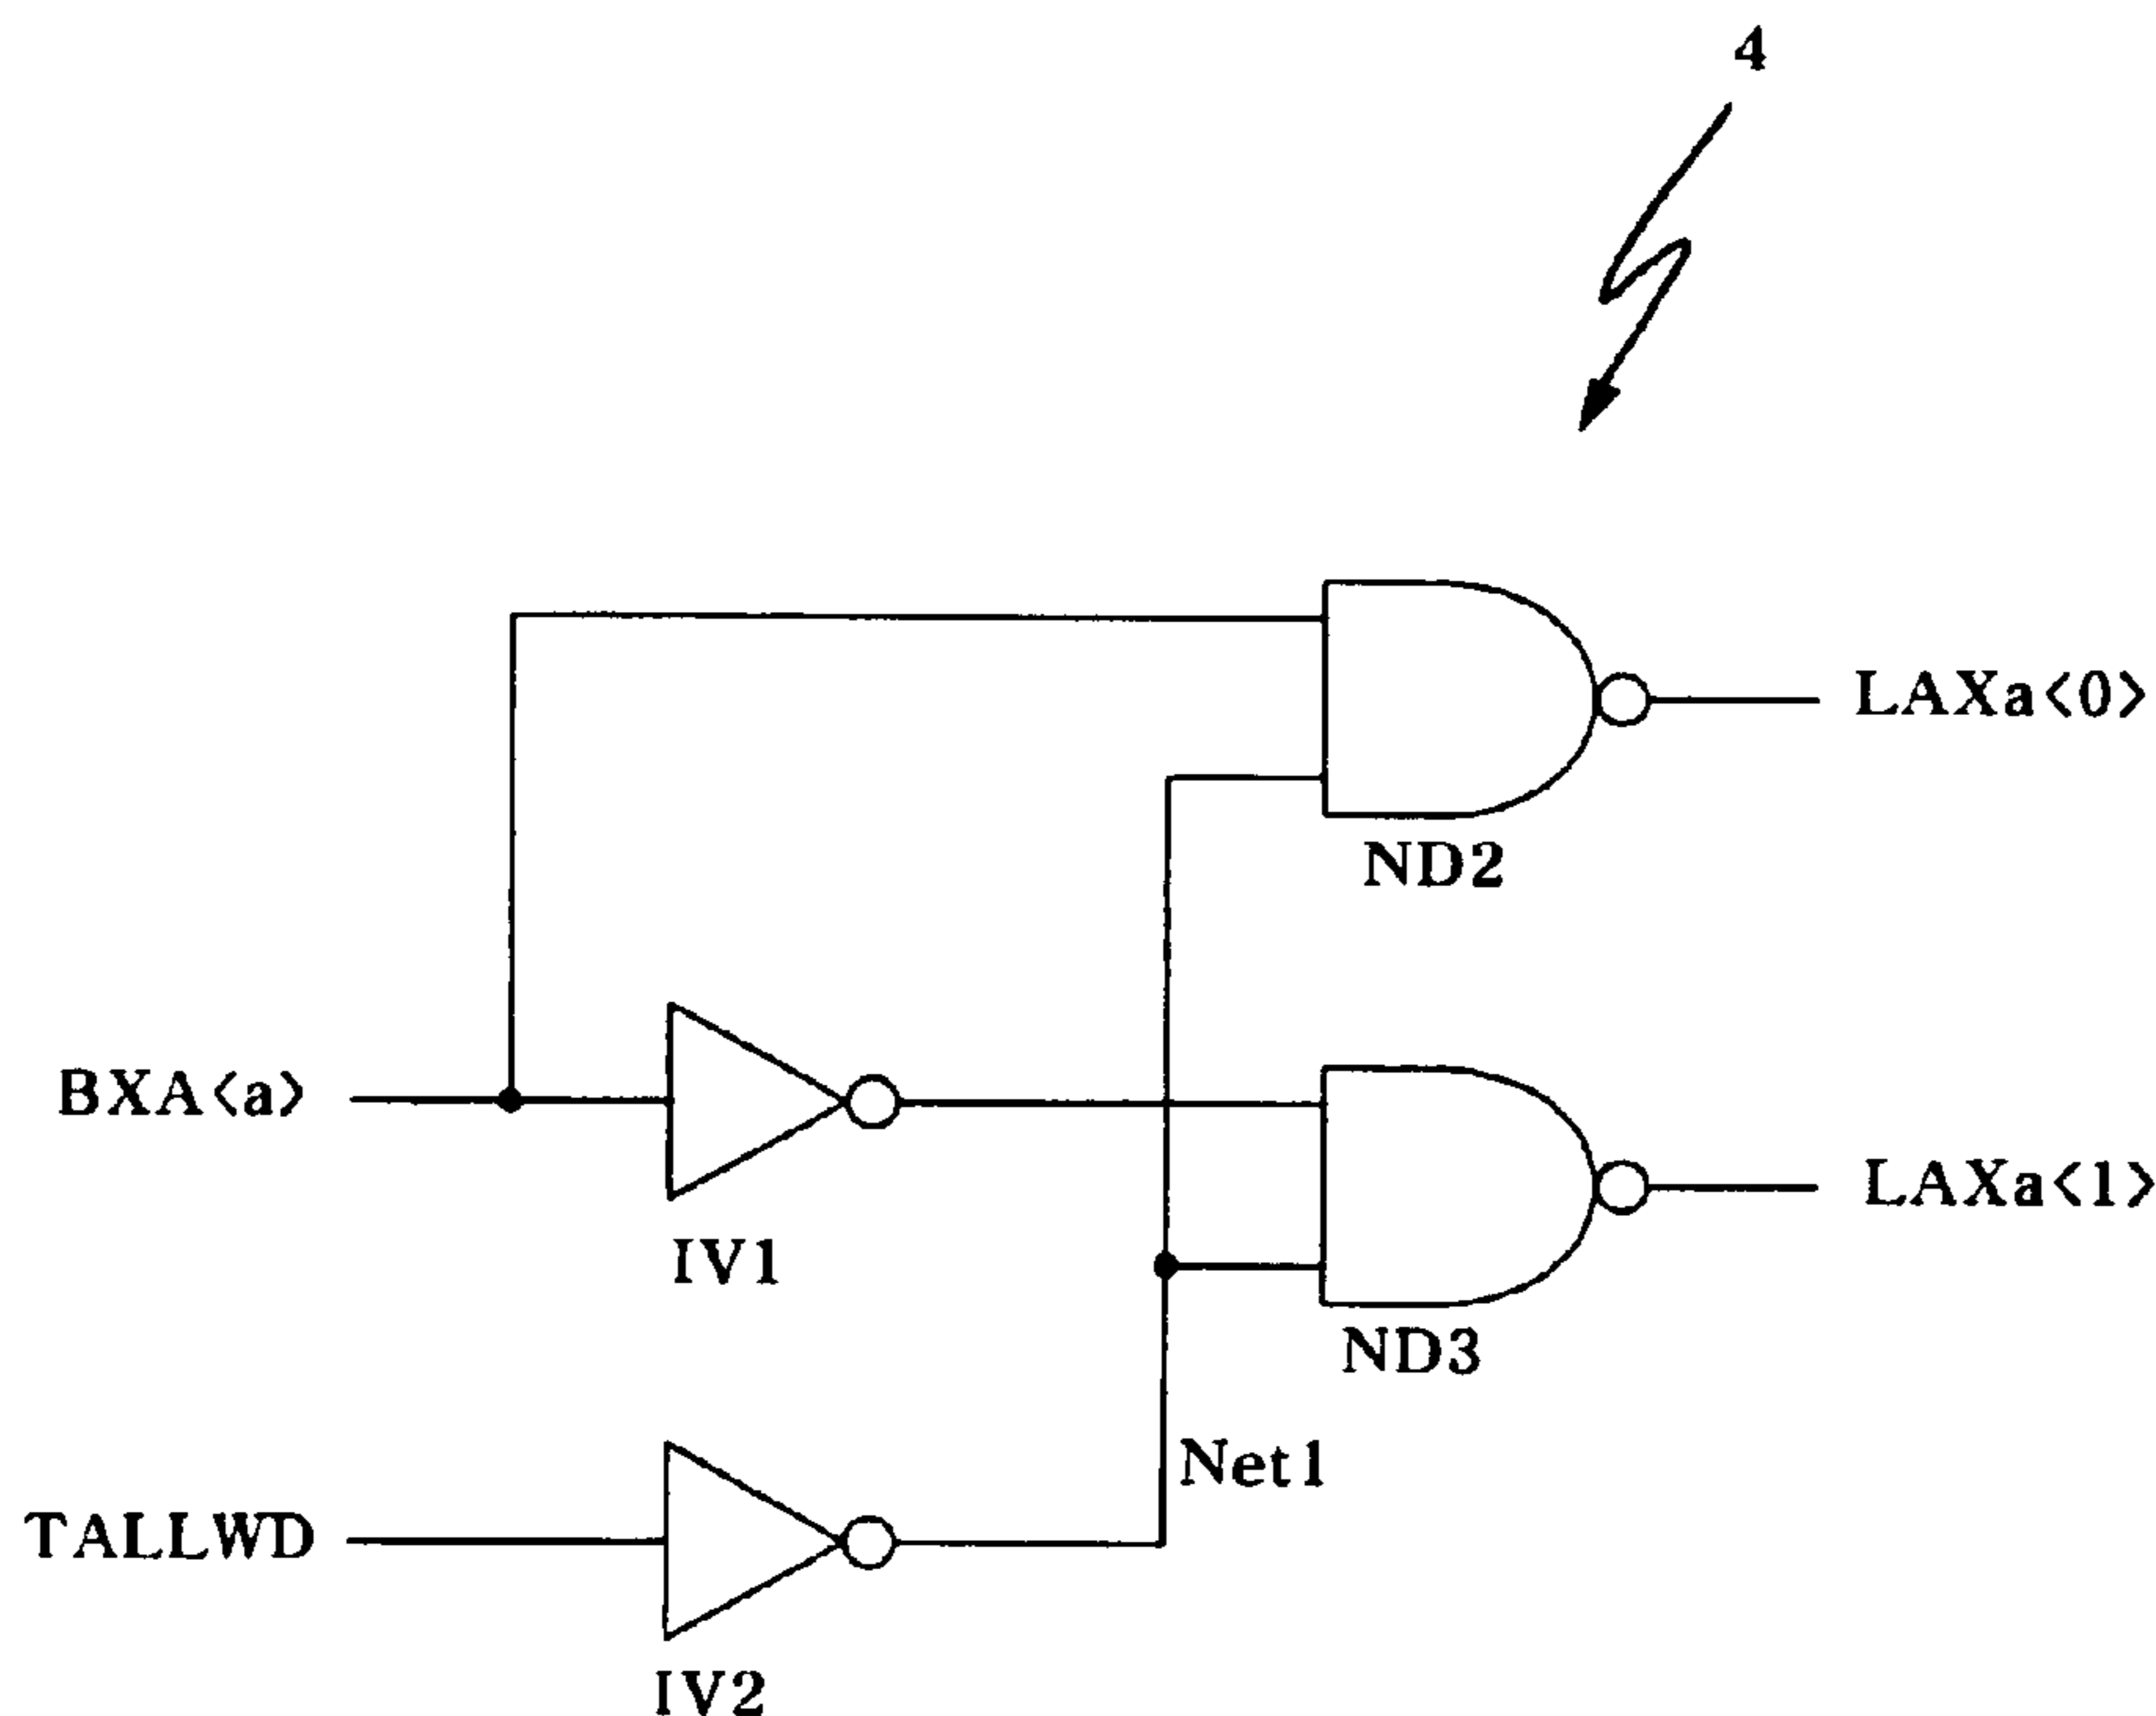 4
LAXa<0>
ND2
BXA<a>
IV1
LAXa<1>
ND3
Net1
TALLWD
IV2